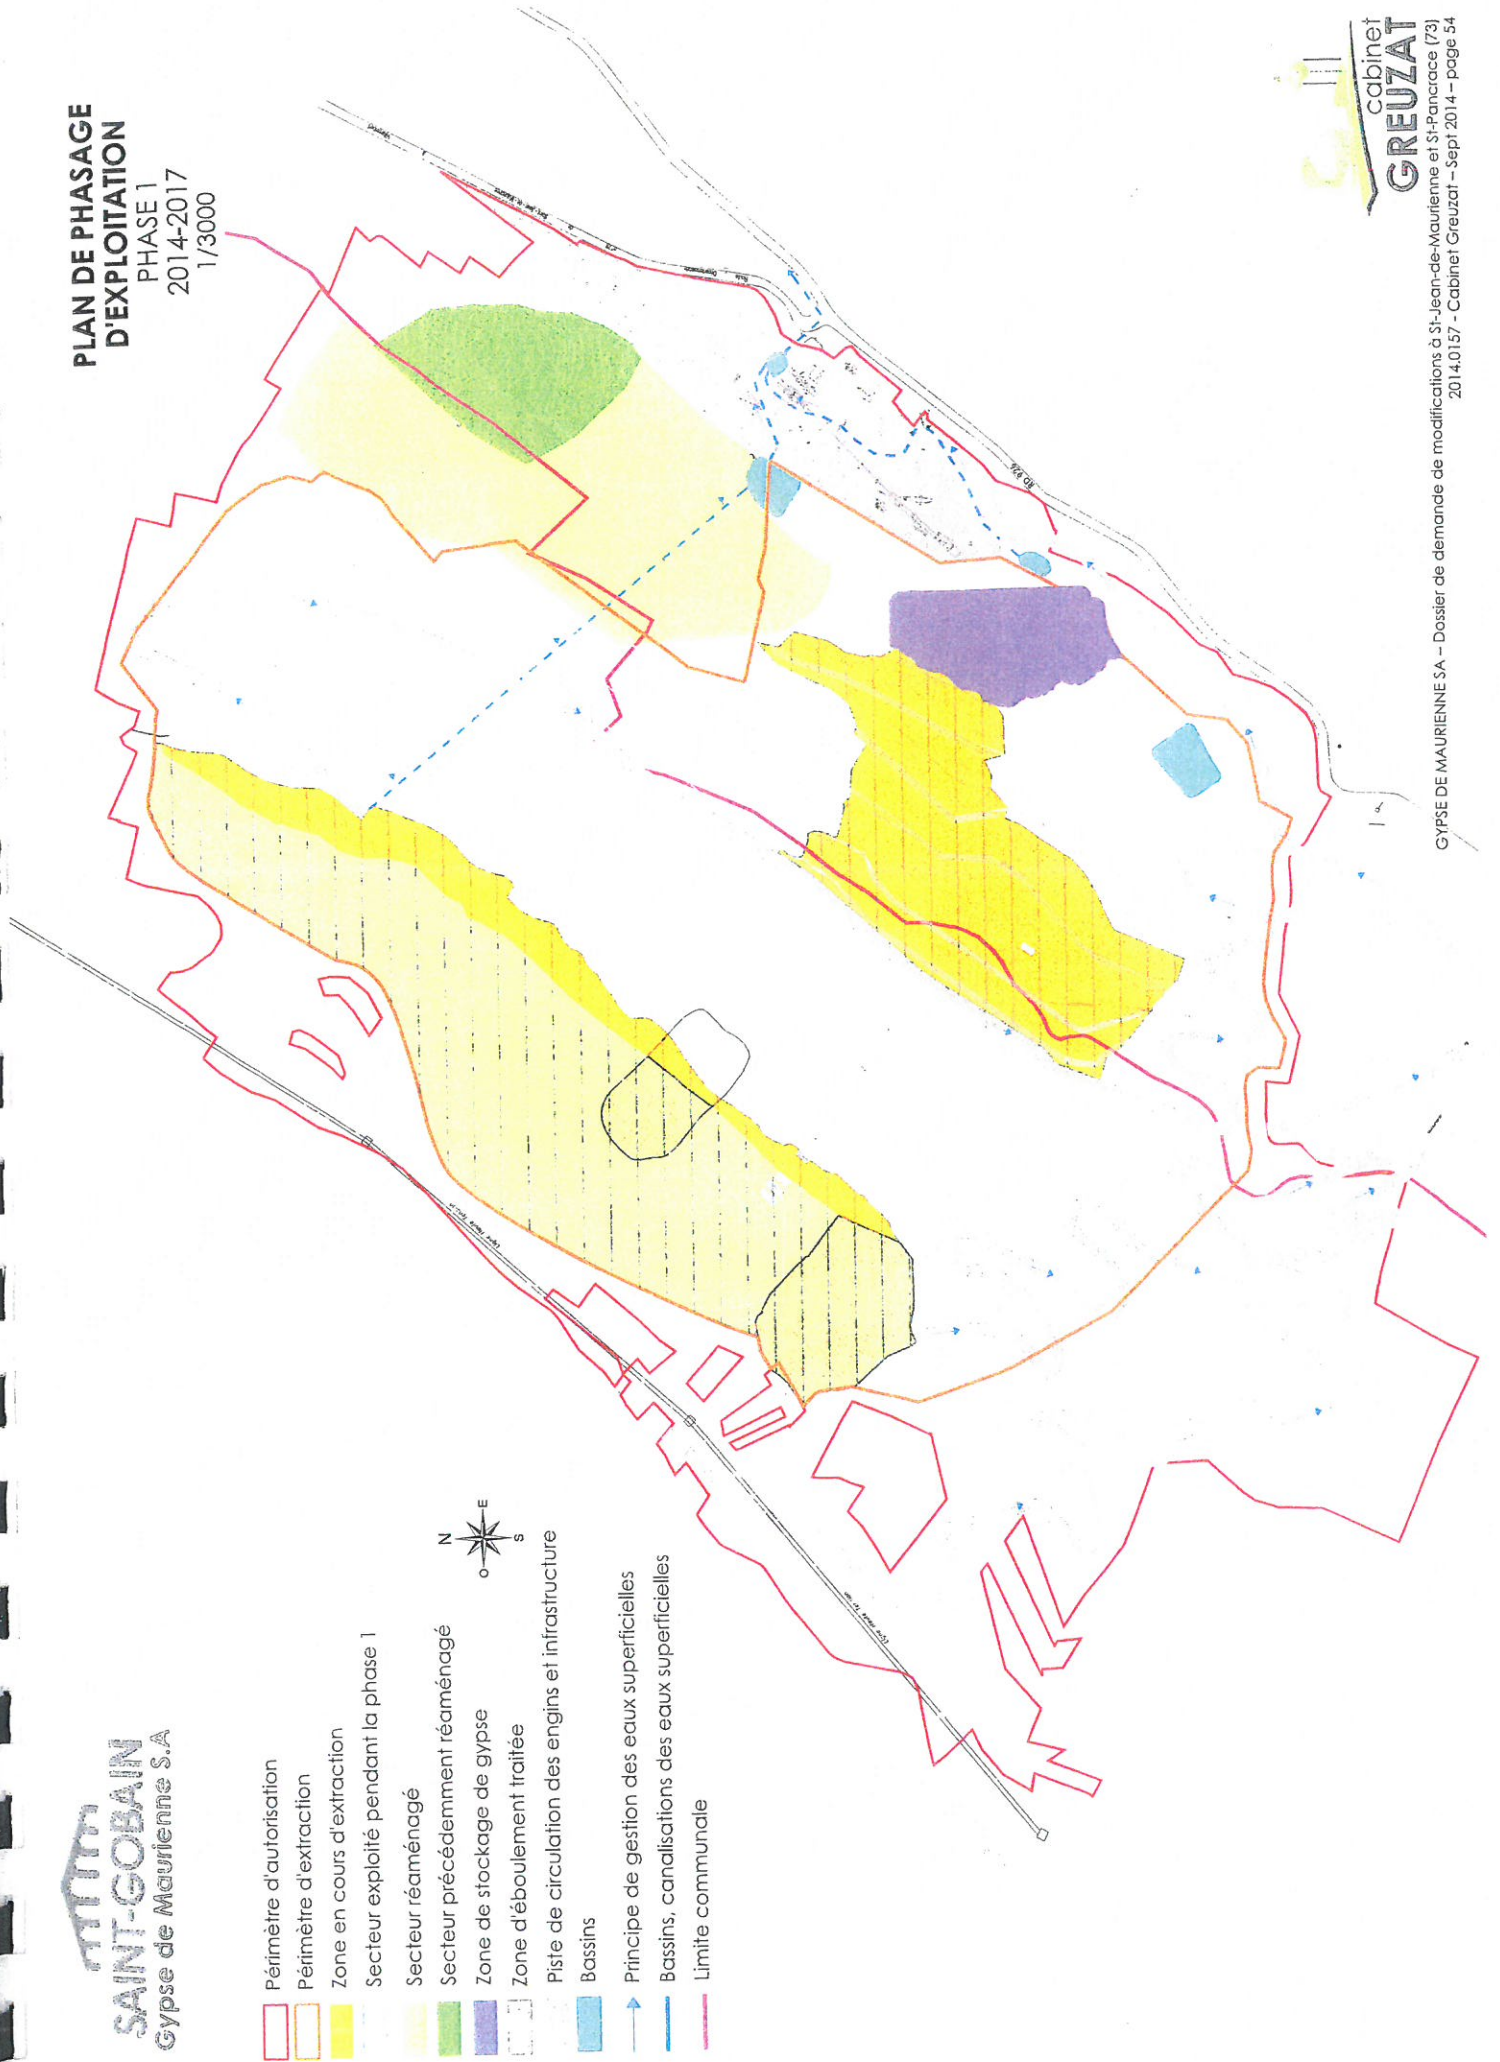 PLAN DE PHASAGE
D'EXPLOITATION
PHASE 1
2014-2017
1/3000
SAINT-GOBAIN
Gypse de Maurienne S.A
Périmètre d'autorisation
Périmètre d'extraction
Zone en cours d'extraction
Secteur exploité pendant la phase 1
Secteur réaménagé
Secteur précédemment réaménagé
Zone de stockage de gypse
Zone d'éboulement traitée
Piste de circulation des engins et infrastructure
Bassins
Principe de gestion des eaux superficielles
Bassins, canalisations des eaux superficielles
Limite communale
N
O
E
S
RD 926
cabinet
GREUZAT
GYPSE DE MAURIENNE SA – Dossier de demande de modifications à St-Jean-de-Maurienne et St-Pancrace (73)
2014.0157 - Cabinet Greuzat – Sept 2014 – page 54